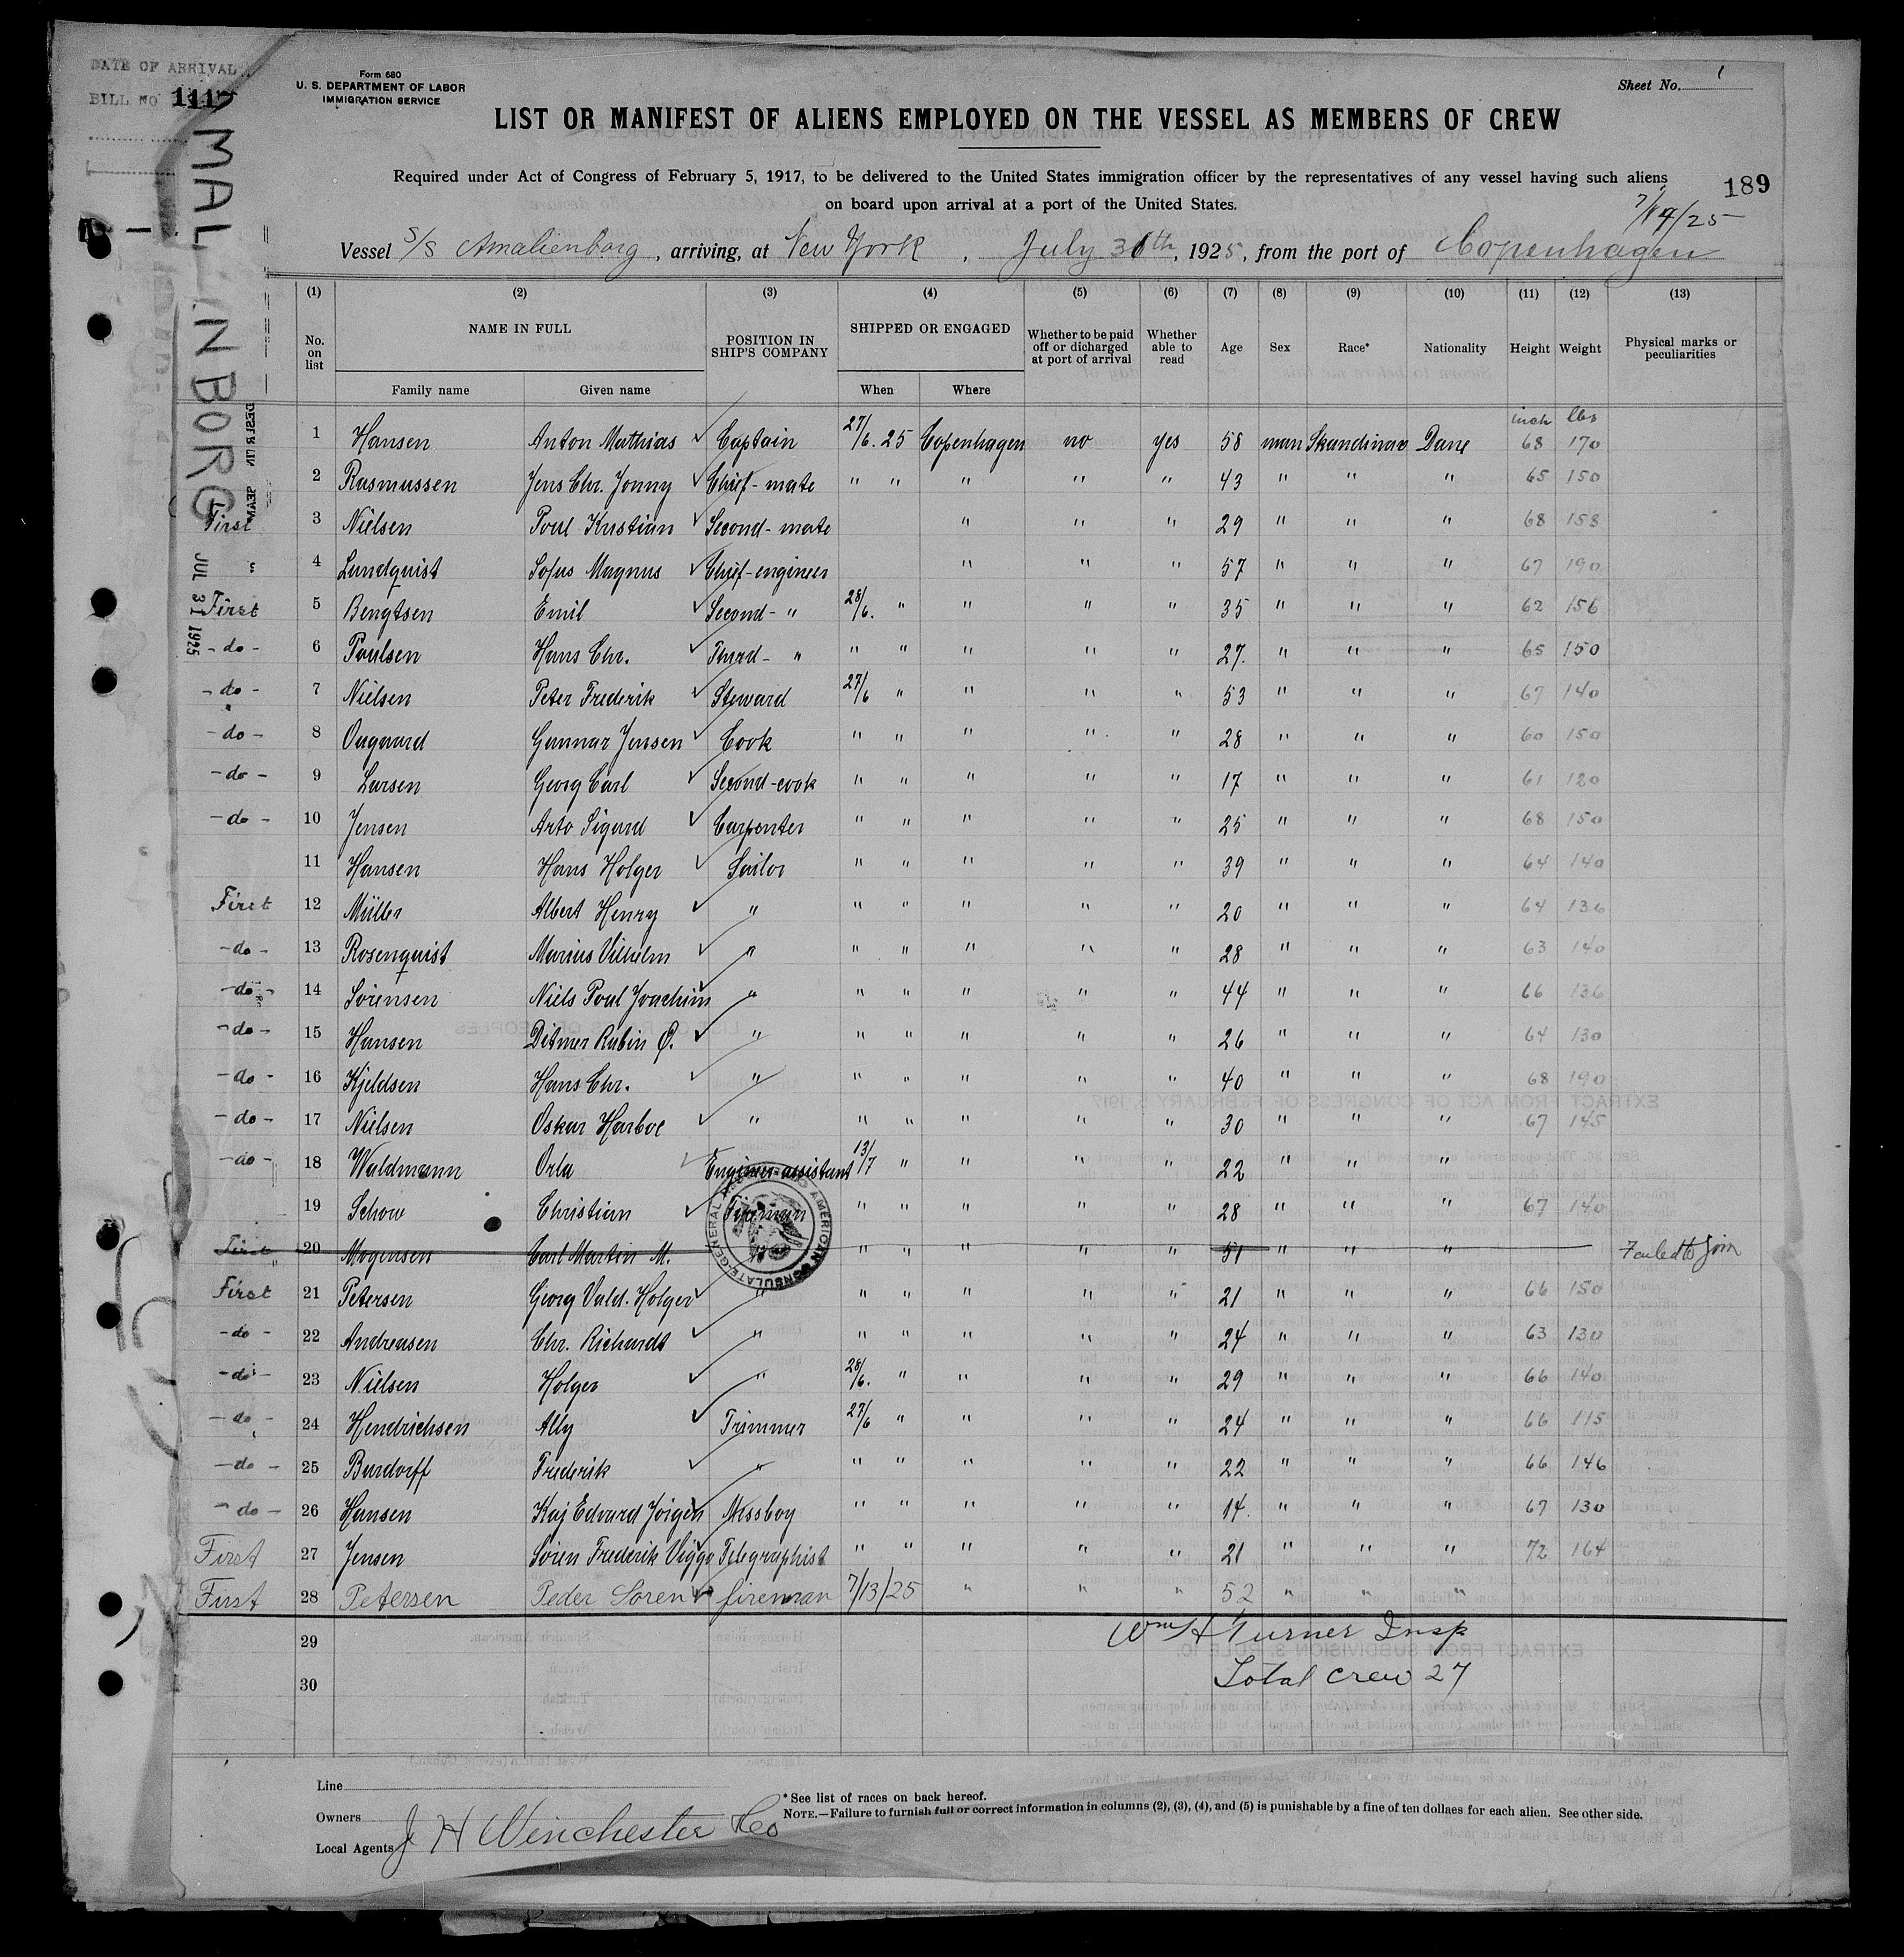 DATE OF ARRIVAL
BILL NO 1117
AMALIENBORG
JUL 31 1925
Form 680
U. S. DEPARTMENT OF LABOR
IMMIGRATION SERVICE
Sheet No. 1
LIST OR MANIFEST OF ALIENS EMPLOYED ON THE VESSEL AS MEMBERS OF CREW
Required under Act of Congress of February 5, 1917, to be delivered to the United States immigration officer by the representatives of any vessel having such aliens
on board upon arrival at a port of the United States.
189
7/14/25
Vessel S/S Amalienborg, arriving, at New York, July 31th, 1925, from the port of Copenhagen
(1) (2) (3) (4) (5) (6) (7) (8) (9) (10) (11) (12) (13)
No. on list NAME IN FULL POSITION IN SHIP'S COMPANY SHIPPED OR ENGAGED Whether to be paid off or dicharged at port of arrival Whether able to read Age Sex Race* Nationality Height Weight Physical marks or peculiarities
Family name Given name When Where
inch lbs
1 Hansen Anton Mathias Captain 27/6. 25 Copenhagen no yes 58 man Skandinav Dane 68 170
2 Rasmussen Jens Chr. Jonny Chief-mate " " " " " 43 " " " 65 150
First 3 Nielsen Poul Kristian Second-mate " " " 29 " " " 68 158
" 4 Lundquist Sofus Magnus Chief-engineer " " " 57 " " " 67 190
First 5 Bengtsen Emil Second- " 28/6. " " " " 35 " " " 62 156
-do- 6 Poulsen Hans Chr. Third- " " " " " " 27. " " " 65 150
-do- 7 Nielsen Peter Frederik Steward 27/6 " " " " 53 " " " 67 140
-do- 8 Oagaard Gunnar Jensen Cook " " " " " 28 " " " 60 150
-do- 9 Larsen Georg Carl Second-cook " " " " " 17 " " " 61 120
-do- 10 Jensen Arto Sigurd Carpenter " " " " " 25 " " " 68 150
11 Hansen Hans Holger Sailor " " " " " 39 " " " 64 140
First 12 Müller Albert Henry " " " " " " 20 " " " 64 136
-do- 13 Rosenquist Marius Vilhelm " " " " " " 28 " " " 63 140
-do- 14 Sörensen Niels Poul Joachim " " " " " " 44 " " " 66 136
-do- 15 Hansen Ditmer Rubin Ø. " " " " " " 26 " " " 64 130
-do- 16 Kjeldsen Hans Chr. " " " " " " 40 " " " 68 190
-do- 17 Nielsen Oskar Harboe " " " " " " 30 " " " 67 145
-do- 18 Waldmann Orla Engineer-assistant 13/7 " " " " 22 " " "
19 Schow Christian Fireman " " " " " 28 " " " 67 140
First 20 Mogensen Carl Martin M. " " " " " 51 " " " Failed to join
First 21 Petersen Georg Vald. Holger " " " " " " 21 " " " 66 150
-do- 22 Andreasen Chr. Richardt " " " " " " 24 " " " 63 130
-do- 23 Nielsen Holger " 28/6. " " " " 29 " " " 66 140
-do- 24 Hendrichsen Ally Trimmer 27/6 " " " " 24 " " " 66 115
-do- 25 Burdorff Frederik " " " " " " 22 " " " 66 146
-do- 26 Hansen Kaj Edvard Jörgen Messboy " " " " " 14. " " " 67 130
First 27 Jensen Sören Frederik Viggo Telegraphist " " " " " 21 " " " 72 164
First 28 Petersen Peder Soren fireman 7/13/25 " " " 52 " " "
29 Wm H Turner Insp
30 Total crew 27
Line
Owners
Local Agents J H Winchester & Co
* See list of races on back hereof.
NOTE.—Failure to furnish full or correct information in columns (2), (3), (4), and (5) is punishable by a fine of ten dollaes for each alien. See other side.